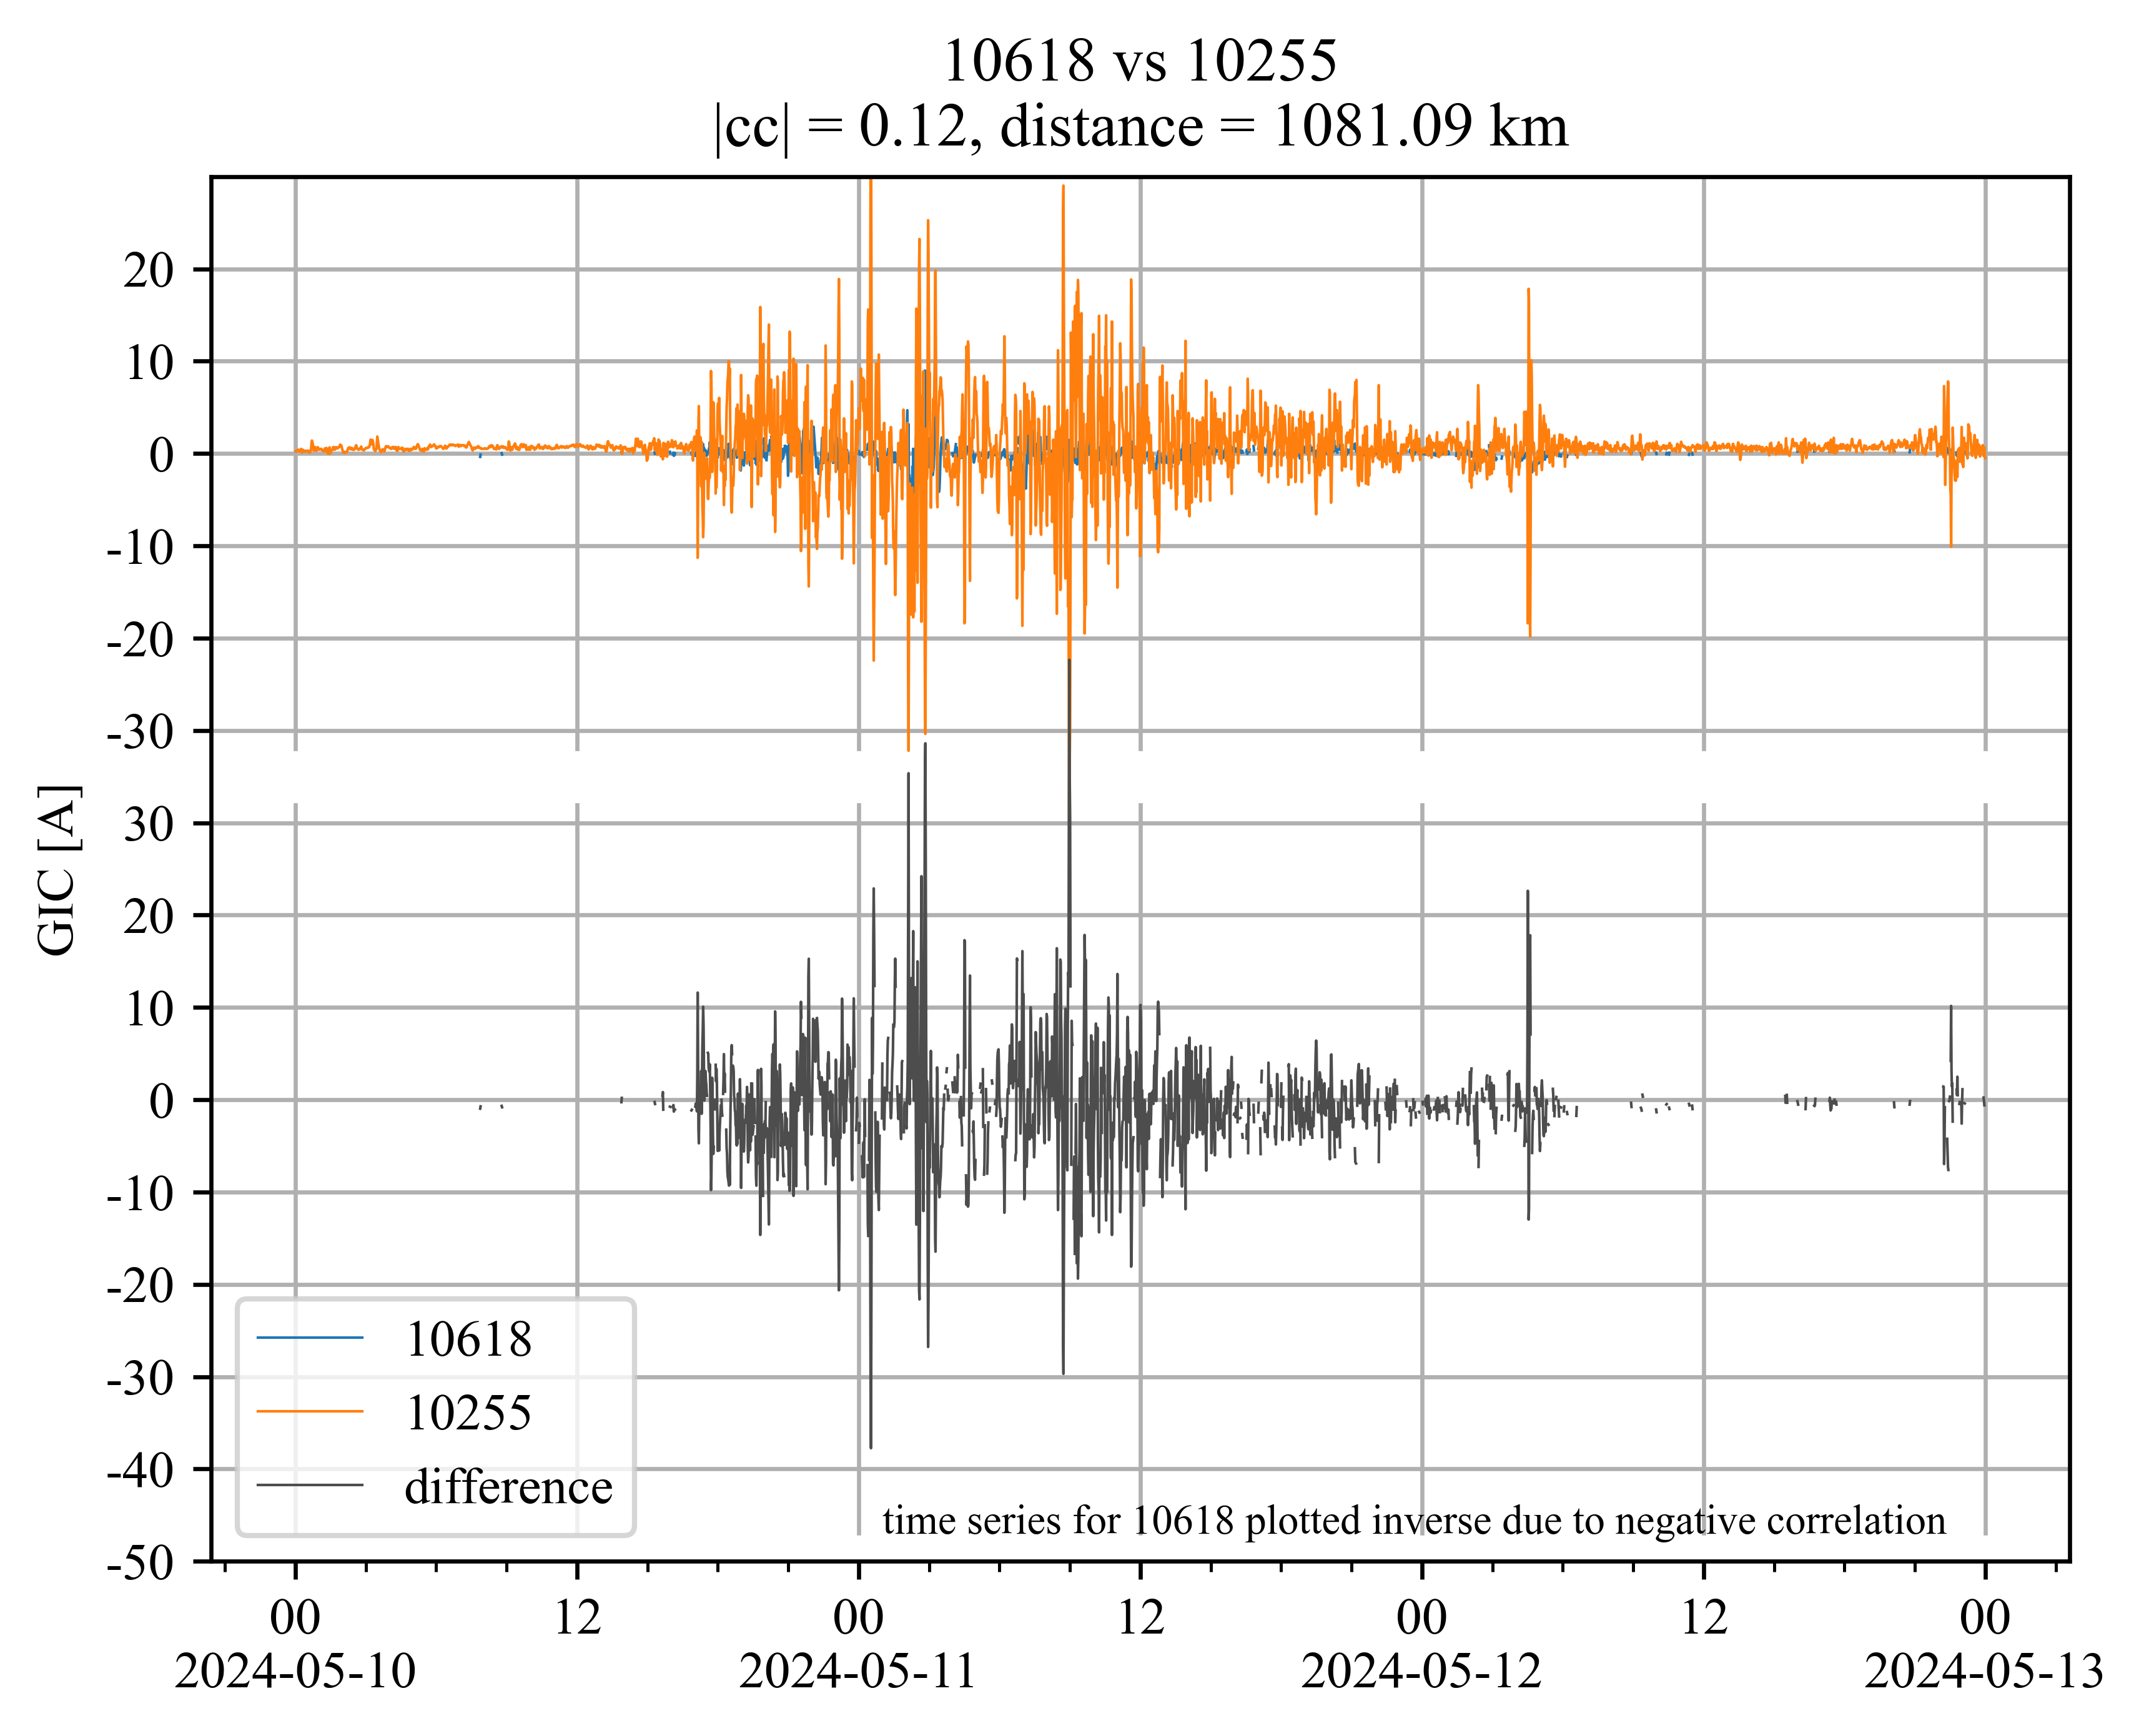 10618 vs 10255
|cc| = 0.12, distance = 1081.09 km
GIC [A]
20
10
0
-10
-20
-30
30
20
10
0
-10
-20
-30
-40
-50
10618
10255
difference
time series for 10618 plotted inverse due to negative correlation
00 12 00 12 00 12 00
2024-05-10 2024-05-11 2024-05-12 2024-05-13